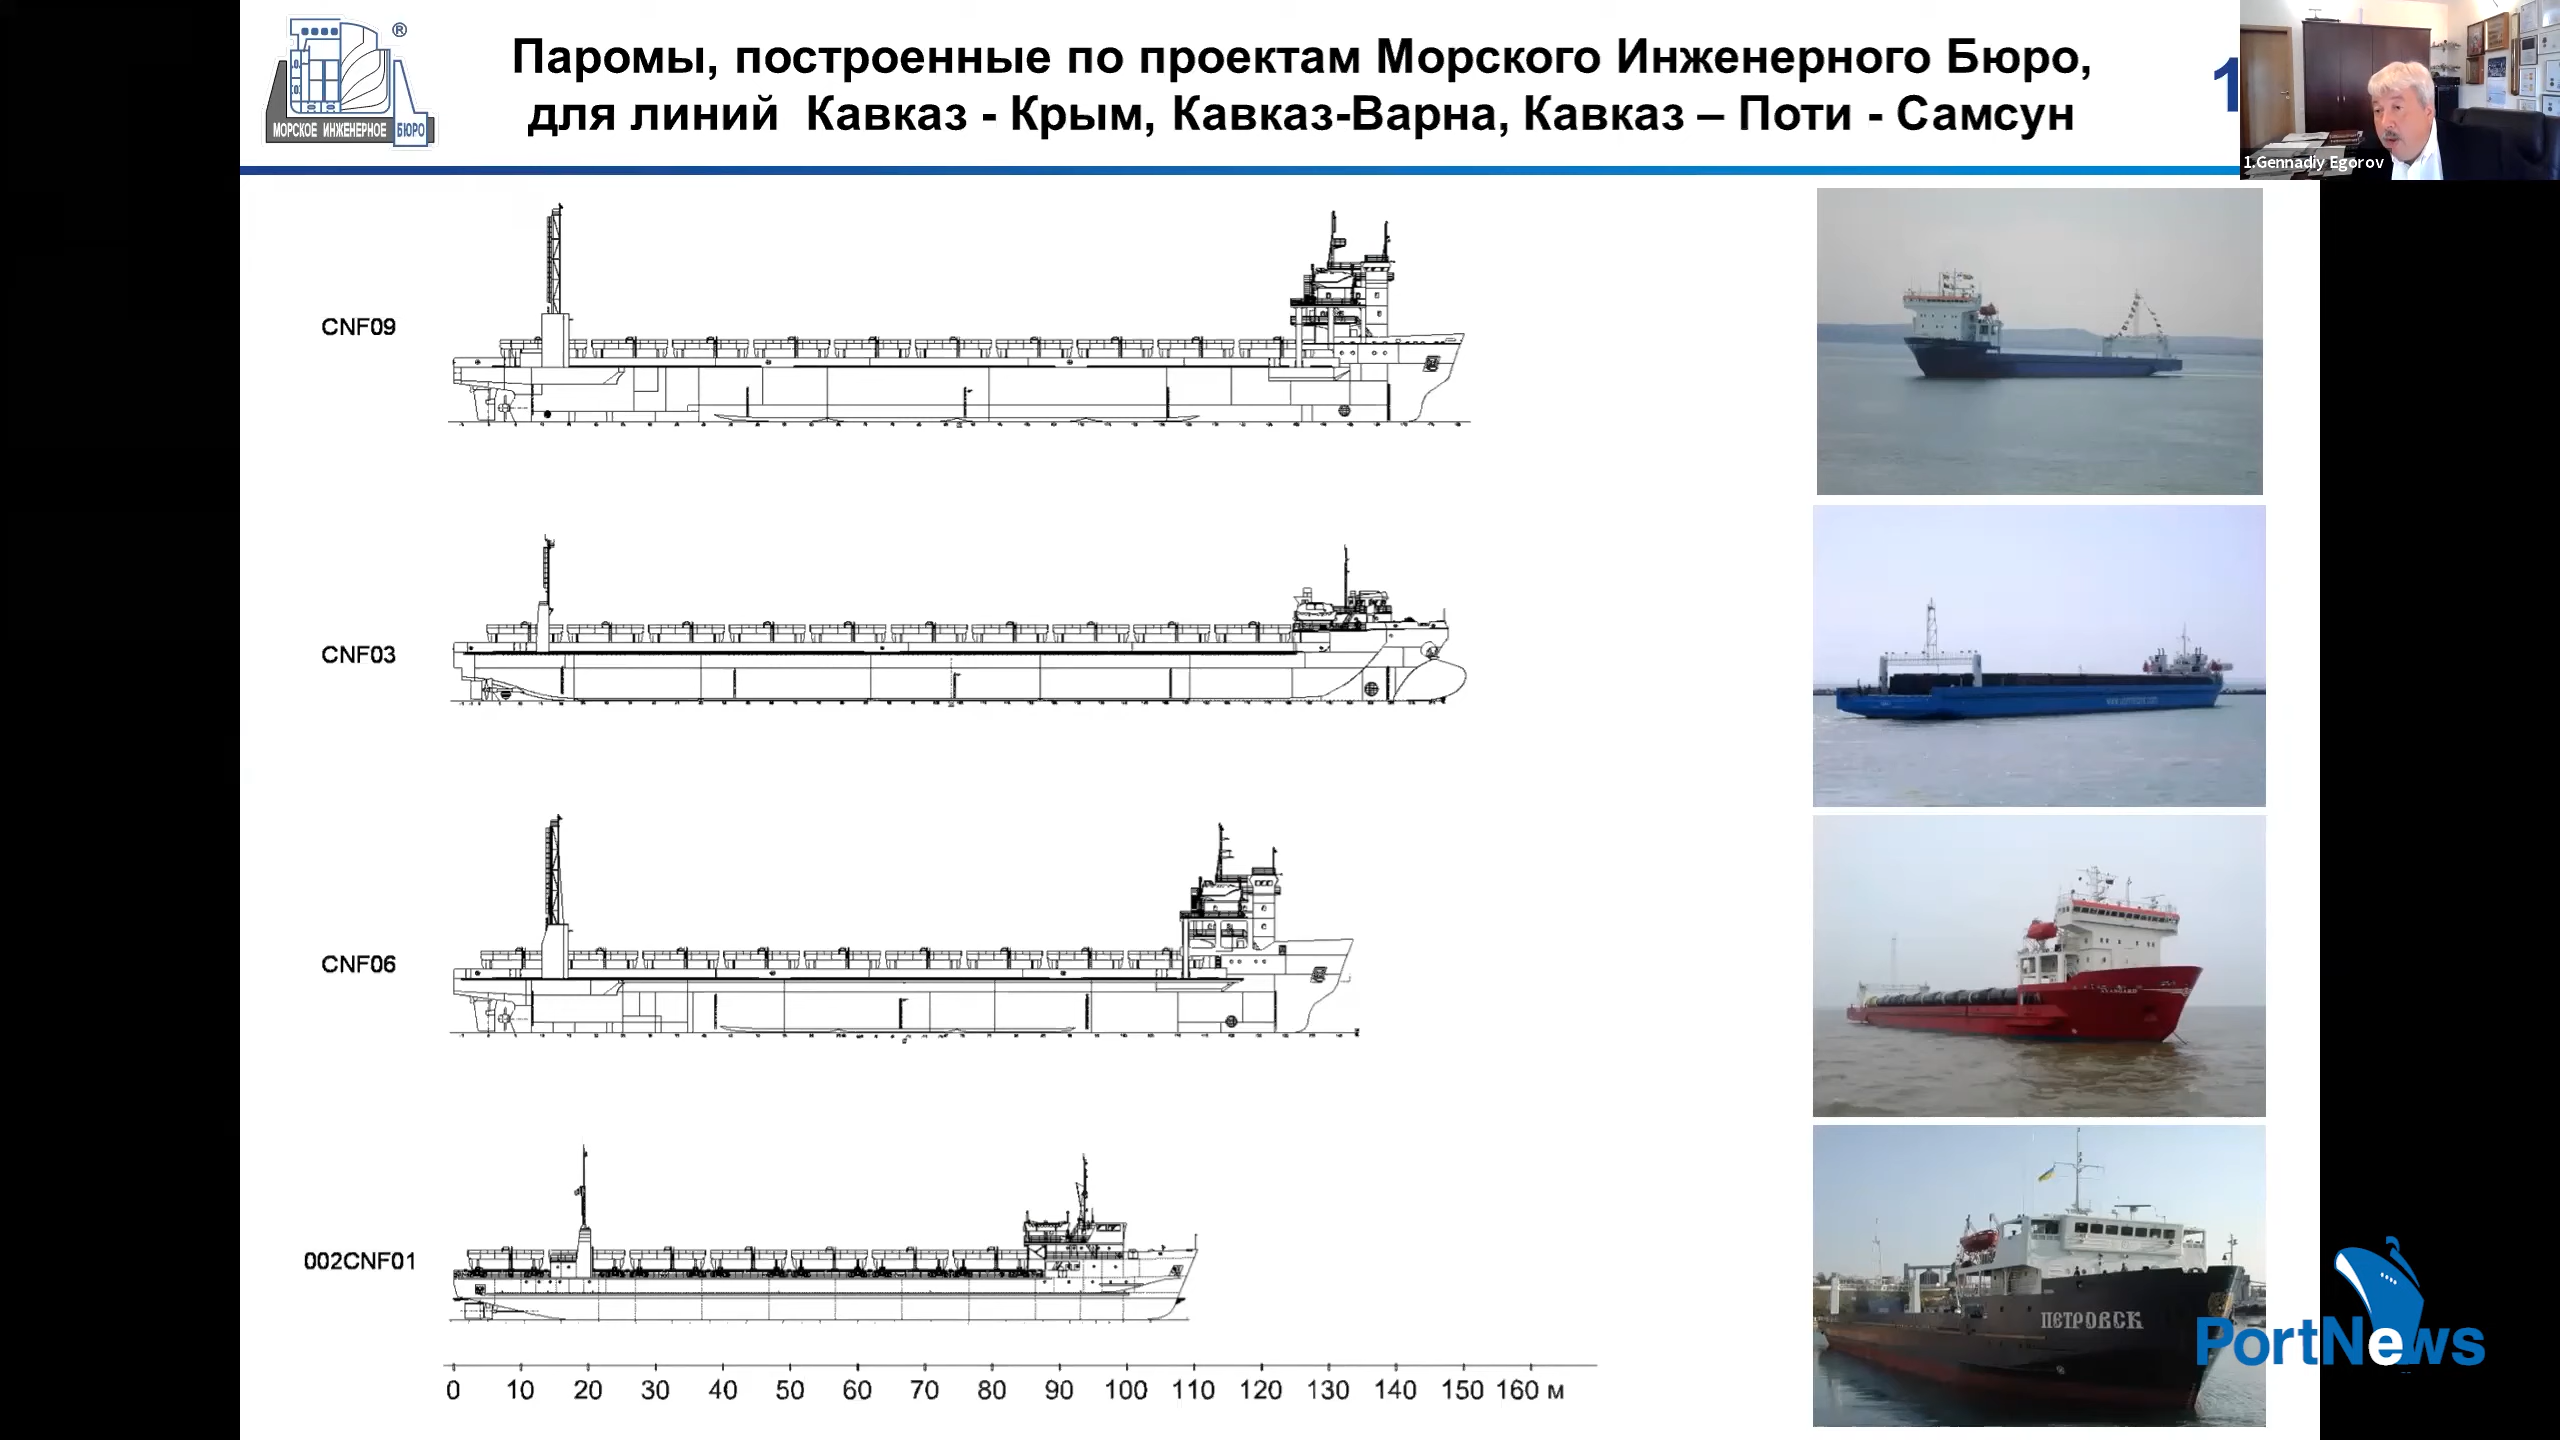 МОРСКОЕ ИНЖЕНЕРНОЕ БЮРО
®
Паромы, построенные по проектам Морского Инженерного Бюро,
для линий Кавказ - Крым, Кавказ-Варна, Кавказ – Поти - Самсун
1
1.Gennadiy Egorov
CNF09
CNF03
CNF06
002CNF01
ПЕТРОВСК
PortNews
0 10 20 30 40 50 60 70 80 90 100 110 120 130 140 150 160 м